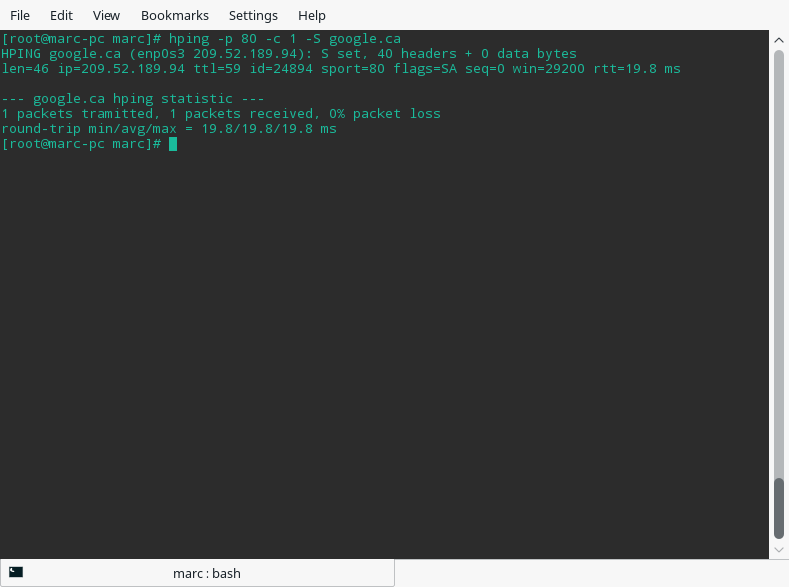 File Edit View Bookmarks Settings Help
[root@marc-pc marc]# hping -p 80 -c 1 -S google.ca
HPING google.ca (enp0s3 209.52.189.94): S set, 40 headers + 0 data bytes
len=46 ip=209.52.189.94 ttl=59 id=24894 sport=80 flags=SA seq=0 win=29200 rtt=19.8 ms
--- google.ca hping statistic ---
1 packets tramitted, 1 packets received, 0% packet loss
round-trip min/avg/max = 19.8/19.8/19.8 ms
[root@marc-pc marc]#
marc : bash